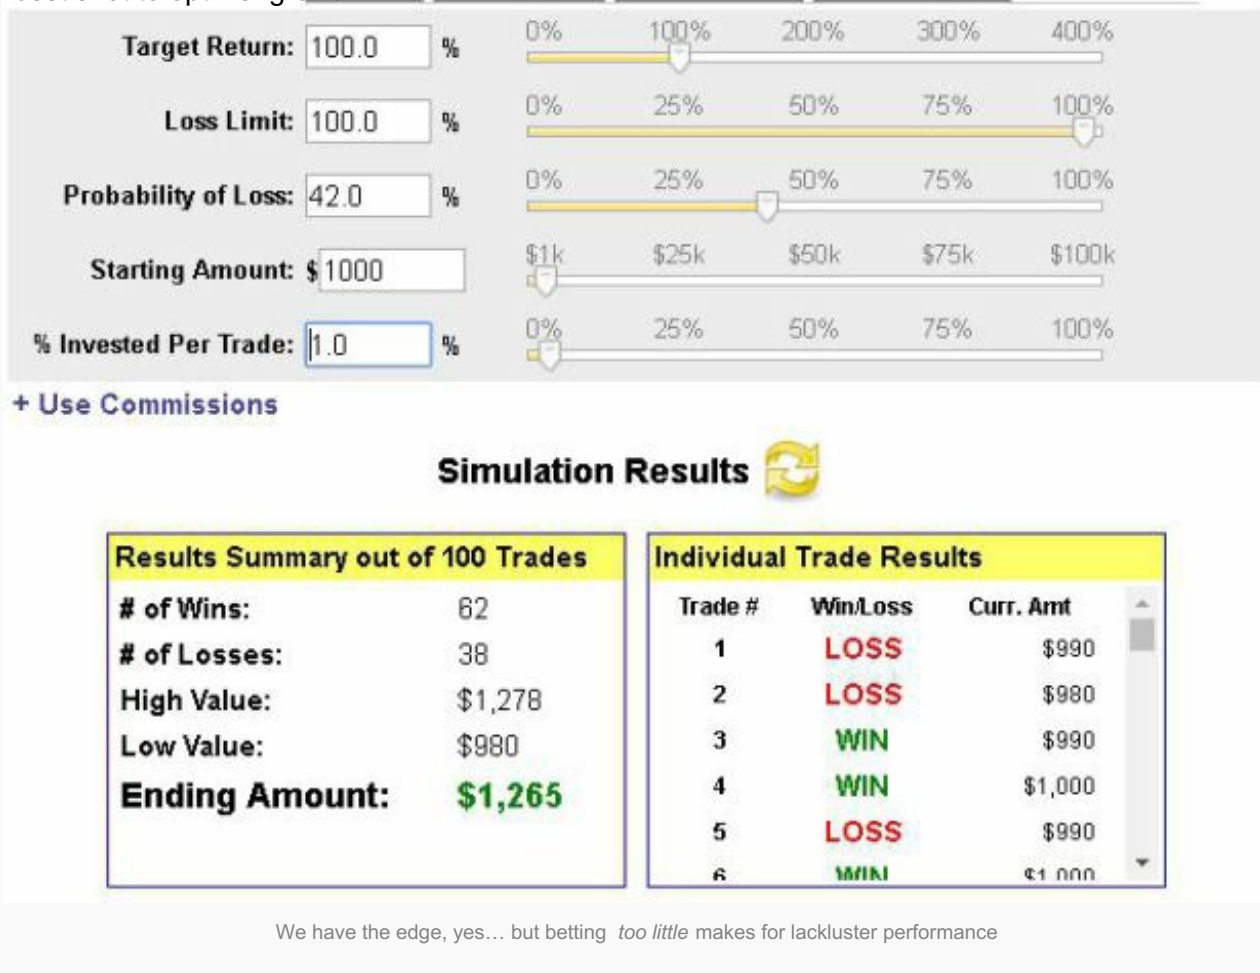 Target Return: 100.0 % 0% 100% 200% 300% 400%
Loss Limit: 100.0 % 0% 25% 50% 75% 100%
Probability of Loss: 42.0 % 0% 25% 50% 75% 100%
Starting Amount: $ 1000 $1k $25k $50k $75k $100k
% Invested Per Trade: 1.0 % 0% 25% 50% 75% 100%
+ Use Commissions
Simulation Results
Results Summary out of 100 Trades
# of Wins: 62
# of Losses: 38
High Value: $1,278
Low Value: $980
Ending Amount: $1,265
Individual Trade Results
Trade # Win/Loss Curr. Amt
1 LOSS $990
2 LOSS $980
3 WIN $990
4 WIN $1,000
5 LOSS $990
6 WIN $1,000
We have the edge, yes… but betting too little makes for lackluster performance